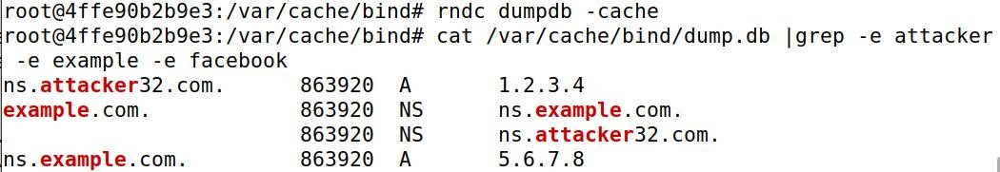 root@4ffe90b2b9e3:/var/cache/bind# rndc dumpdb -cache
root@4ffe90b2b9e3:/var/cache/bind# cat /var/cache/bind/dump.db |grep -e attacker
 -e example -e facebook
ns.attacker32.com.      863920  A       1.2.3.4
example.com.            863920  NS      ns.example.com.
                        863920  NS      ns.attacker32.com.
ns.example.com.         863920  A       5.6.7.8